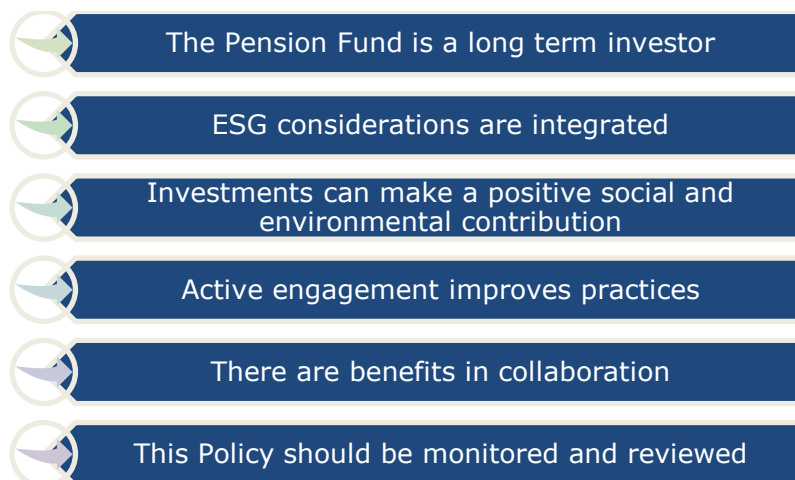 The Pension Fund is a long term investor
ESG considerations are integrated
Investments can make a positive social and
environmental contribution
Active engagement improves practices
There are benefits in collaboration
This Policy should be monitored and reviewed